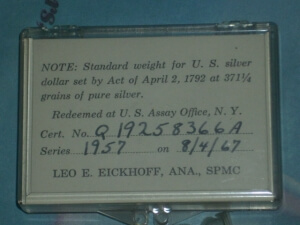 NOTE: Standard weight for U. S. silver
dollar set by Act of April 2, 1792 at 371¼
grains of pure silver.
Redeemed at U. S. Assay Office, N. Y.
Cert. No. Q 19258366A
Series 1957 on 8/4/67
LEO E. EICKHOFF, ANA., SPMC